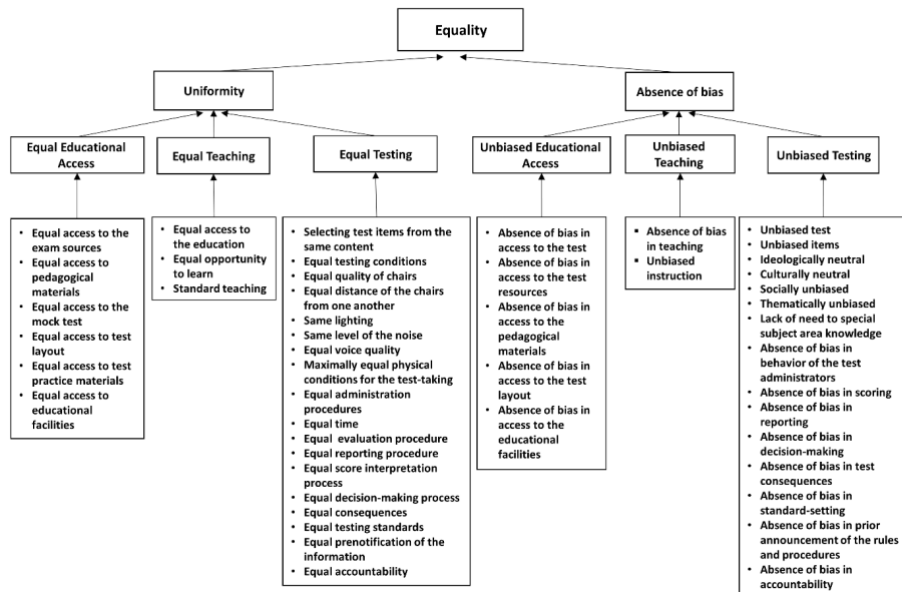 Equality
Uniformity
Absence of bias
Equal Educational
Access
Equal Teaching
Equal Testing
Unbiased Educational
Access
Unbiased
Teaching
Unbiased Testing
• Equal access to the
exam sources
• Equal access to
pedagogical
materials
• Equal access to the
mock test
• Equal access to test
layout
• Equal access to test
practice materials
• Equal access to
educational
facilities
• Equal access to
the education
• Equal opportunity
to learn
• Standard teaching
• Selecting test items from the
same content
• Equal testing conditions
• Equal quality of chairs
• Equal distance of the chairs
from one another
• Same lighting
• Same level of the noise
• Equal voice quality
• Maximally equal physical
conditions for the test-taking
• Equal administration
procedures
• Equal time
• Equal evaluation procedure
• Equal reporting procedure
• Equal score interpretation
process
• Equal decision-making process
• Equal consequences
• Equal testing standards
• Equal prenotification of the
information
• Equal accountability
• Absence of bias in
access to the test
• Absence of bias in
access to the test
resources
• Absence of bias in
access to the
pedagogical
materials
• Absence of bias in
access to the test
layout
• Absence of bias in
access to the
educational
facilities
▪ Absence of bias
in teaching
▪ Unbiased
instruction
• Unbiased test
• Unbiased items
• Ideologically neutral
• Culturally neutral
• Socially unbiased
• Thematically unbiased
• Lack of need to special
subject area knowledge
• Absence of bias in
behavior of the test
administrators
• Absence of bias in scoring
• Absence of bias in
reporting
• Absence of bias in
decision-making
• Absence of bias in test
consequences
• Absence of bias in
standard-setting
• Absence of bias in prior
announcement of the rules
and procedures
• Absence of bias in
accountability